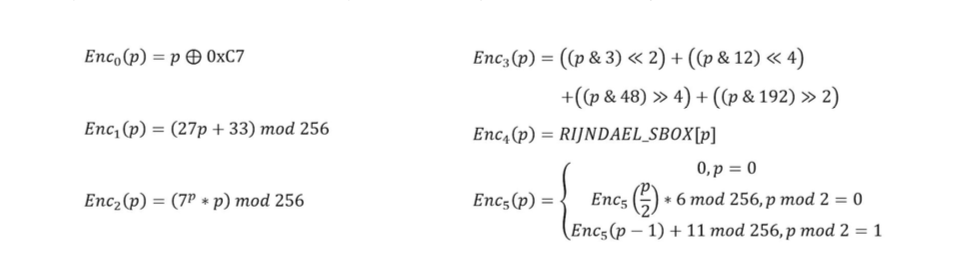 Enc₀(p) = p ⊕ 0xC7
Enc₁(p) = (27p + 33) mod 256
Enc₂(p) = (7ᵖ * p) mod 256
Enc₃(p) = ((p & 3) ≪ 2) + ((p & 12) ≪ 4)
+((p & 48) ≫ 4) + ((p & 192) ≫ 2)
Enc₄(p) = RIJNDAEL_SBOX[p]
0, p = 0
Enc₅(p) = { Enc₅(p/2) * 6 mod 256, p mod 2 = 0
Enc₅(p − 1) + 11 mod 256, p mod 2 = 1